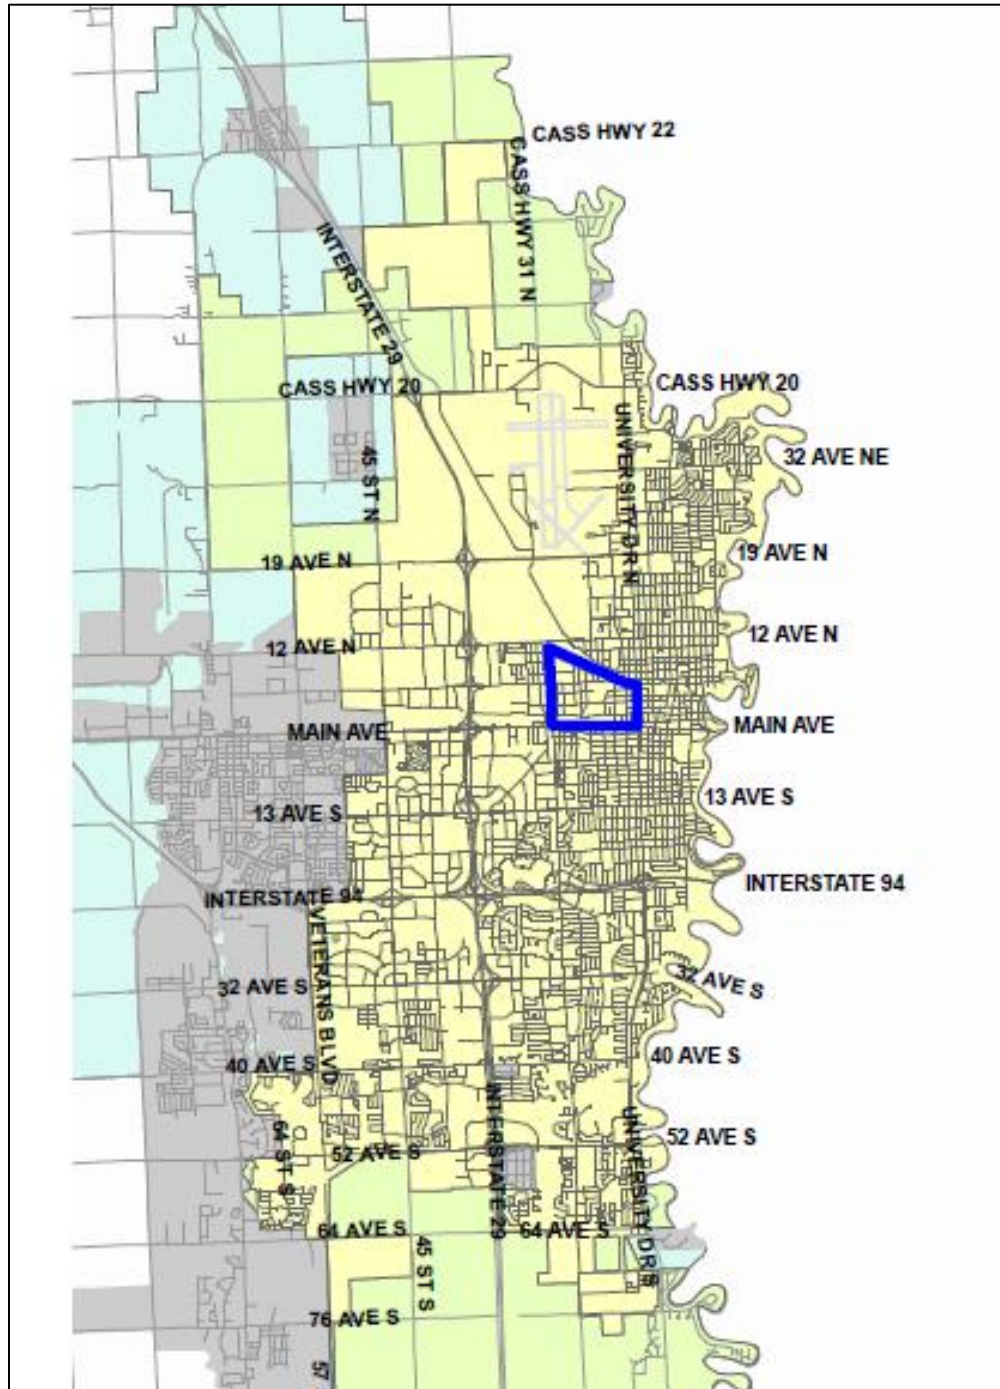 CASS HWY 22
CASS HWY 31 N
INTERSTATE 29
CASS HWY 20
CASS HWY 20
UNIVERSITY DR N
32 AVE NE
45 ST N
19 AVE N
19 AVE N
12 AVE N
12 AVE N
MAIN AVE
MAIN AVE
13 AVE S
13 AVE S
INTERSTATE 94
INTERSTATE 94
VETERANS BLVD
32 AVE S
32 AVE S
40 AVE S
40 AVE S
INTERSTATE 29
UNIVERSITY DR S
64 ST S
52 AVE S
52 AVE S
64 AVE S
64 AVE S
45 ST S
76 AVE S
57